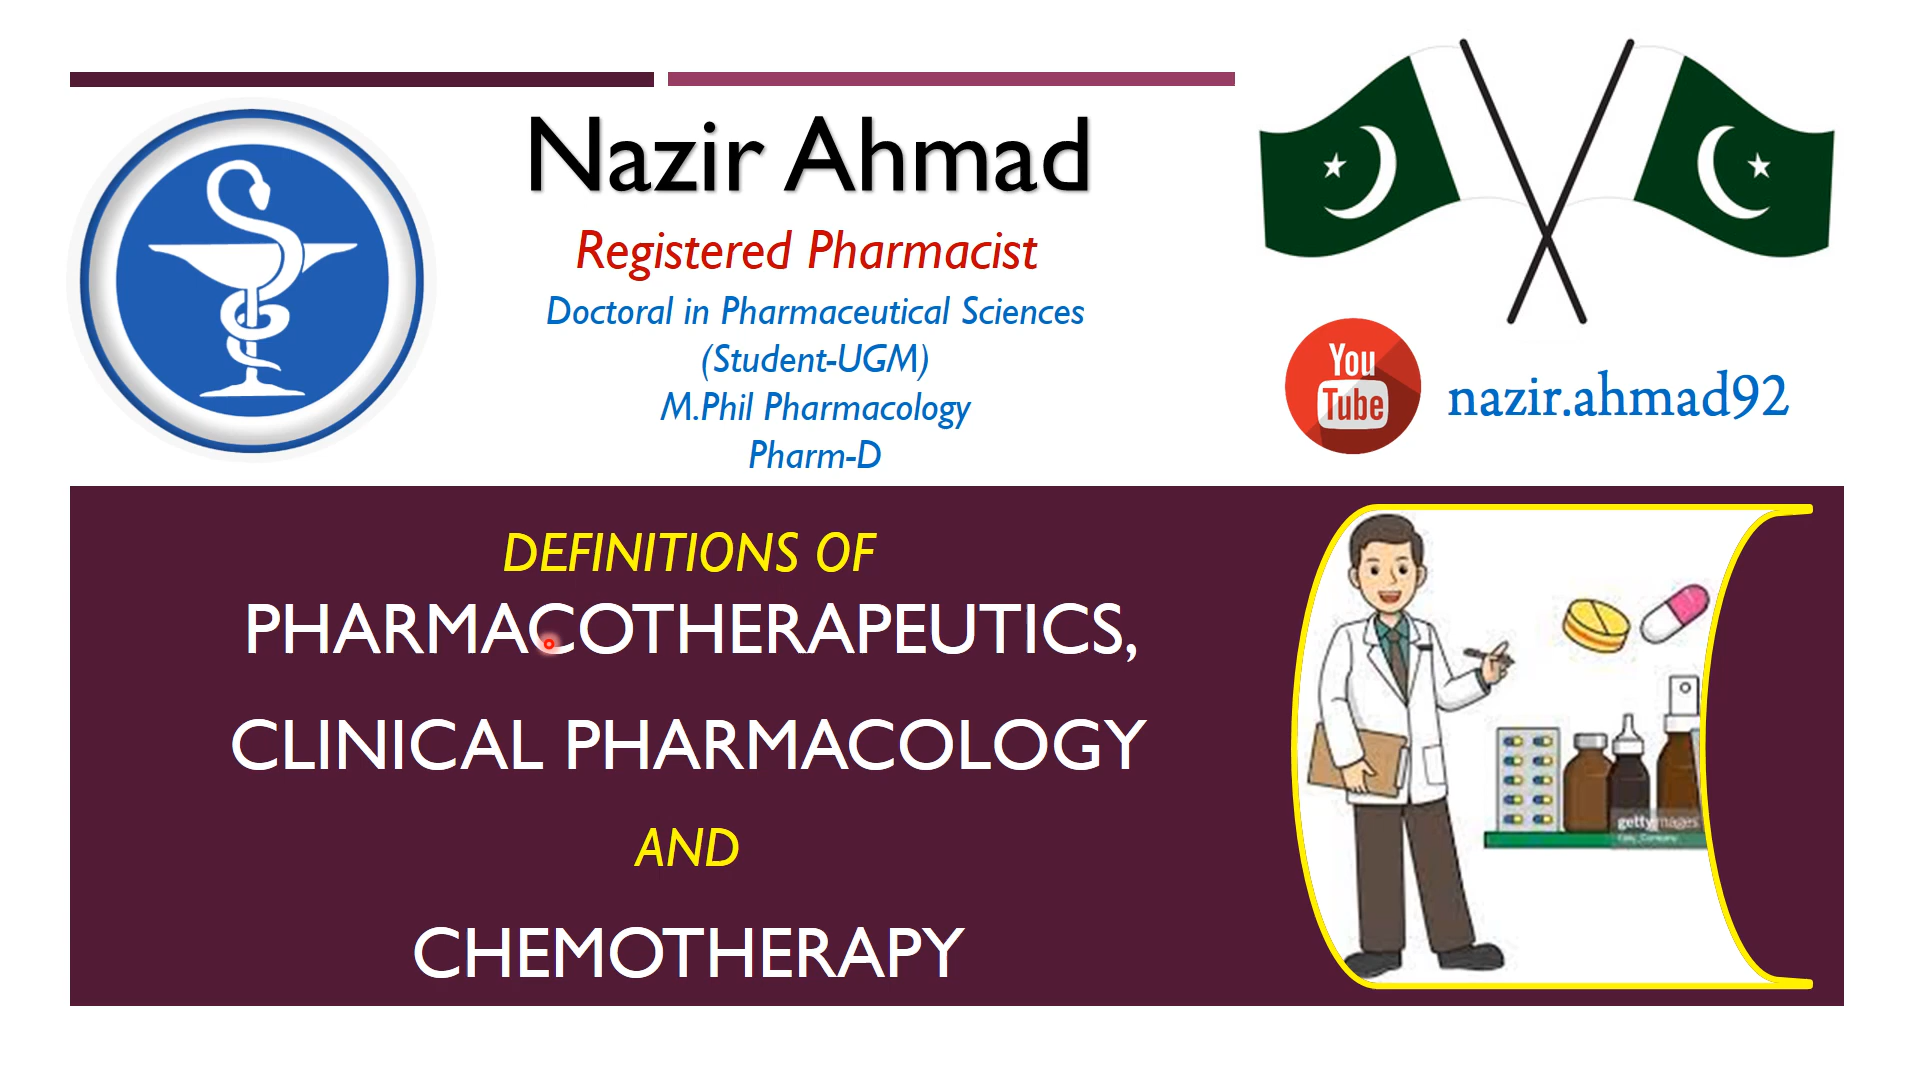 Nazir Ahmad
Registered Pharmacist
Doctoral in Pharmaceutical Sciences
(Student-UGM)
M.Phil Pharmacology
Pharm-D
You
Tube
nazir.ahmad92
DEFINITIONS OF
PHARMACOTHERAPEUTICS,
CLINICAL PHARMACOLOGY
AND
CHEMOTHERAPY
gettyimages